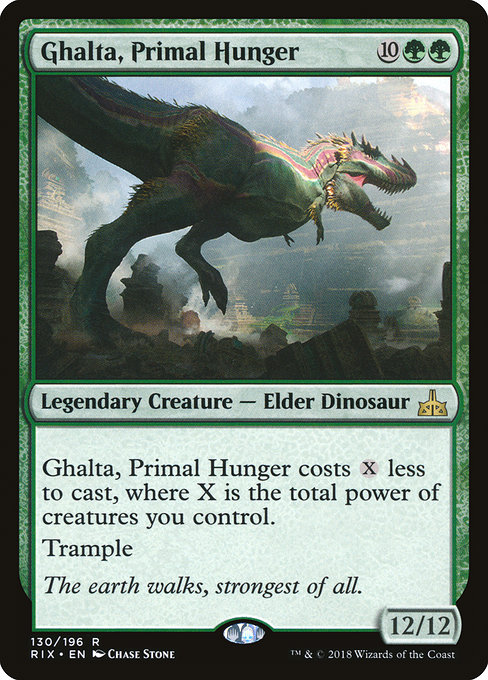 Ghalta, Primal Hunger 10
Legendary Creature — Elder Dinosaur
Ghalta, Primal Hunger costs X less
to cast, where X is the total power of
creatures you control.
Trample
The earth walks, strongest of all.
12/12
130/196 R
RIX • EN Chase Stone
™ & © 2018 Wizards of the Coast